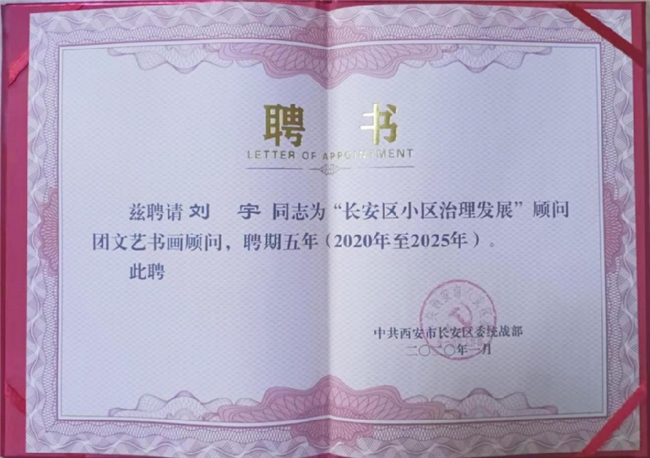 聘 书
LETTER OF APPOINTMENT
兹聘请 刘 宇 同志为“长安区小区治理发展”顾问
团文艺书画顾问，聘期五年（2020年至2025年）。
此聘
中共西安市长安区委统战部
二〇二〇年一月